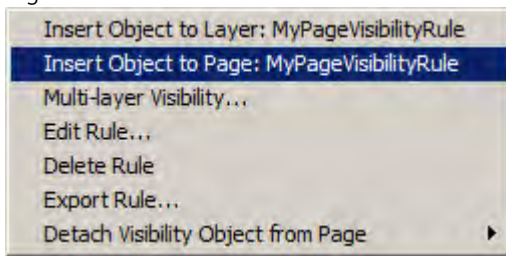 Insert Object to Layer: MyPageVisibilityRule
Insert Object to Page: MyPageVisibilityRule
Multi-layer Visibility...
Edit Rule...
Delete Rule
Export Rule...
Detach Visibility Object from Page